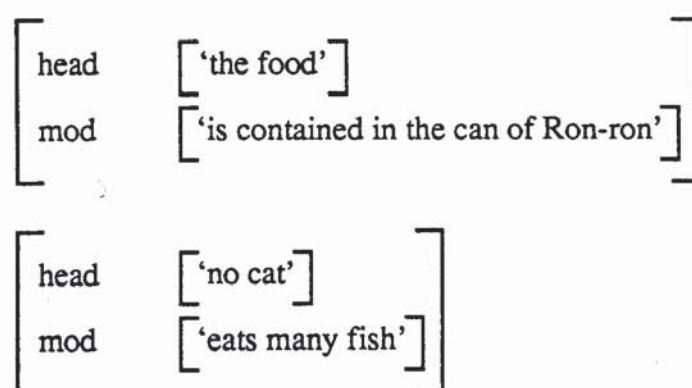 head ‘the food’
mod ‘is contained in the can of Ron-ron’
head ‘no cat’
mod ‘eats many fish’